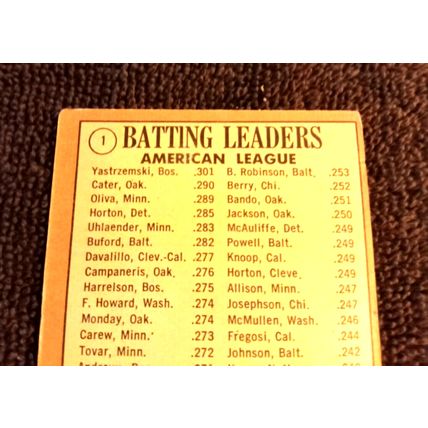 1
BATTING LEADERS
AMERICAN LEAGUE
Yastrzemski, Bos. .301 B. Robinson, Balt. .253
Cater, Oak. .290 Berry, Chi. .252
Oliva, Minn. .289 Bando, Oak. .251
Horton, Det. .285 Jackson, Oak. .250
Uhlaender, Minn. .283 McAuliffe, Det. .249
Buford, Balt. .282 Powell, Balt. .249
Davalillo, Clev.-Cal. .277 Knoop, Cal. .249
Campaneris, Oak. .276 Horton, Cleve. .249
Harrelson, Bos. .275 Allison, Minn. .247
F. Howard, Wash. .274 Josephson, Chi. .247
Monday, Oak. .274 McMullen, Wash. .246
Carew, Minn. .273 Fregosi, Cal. .244
Tovar, Minn. .272 Johnson, Balt. .242